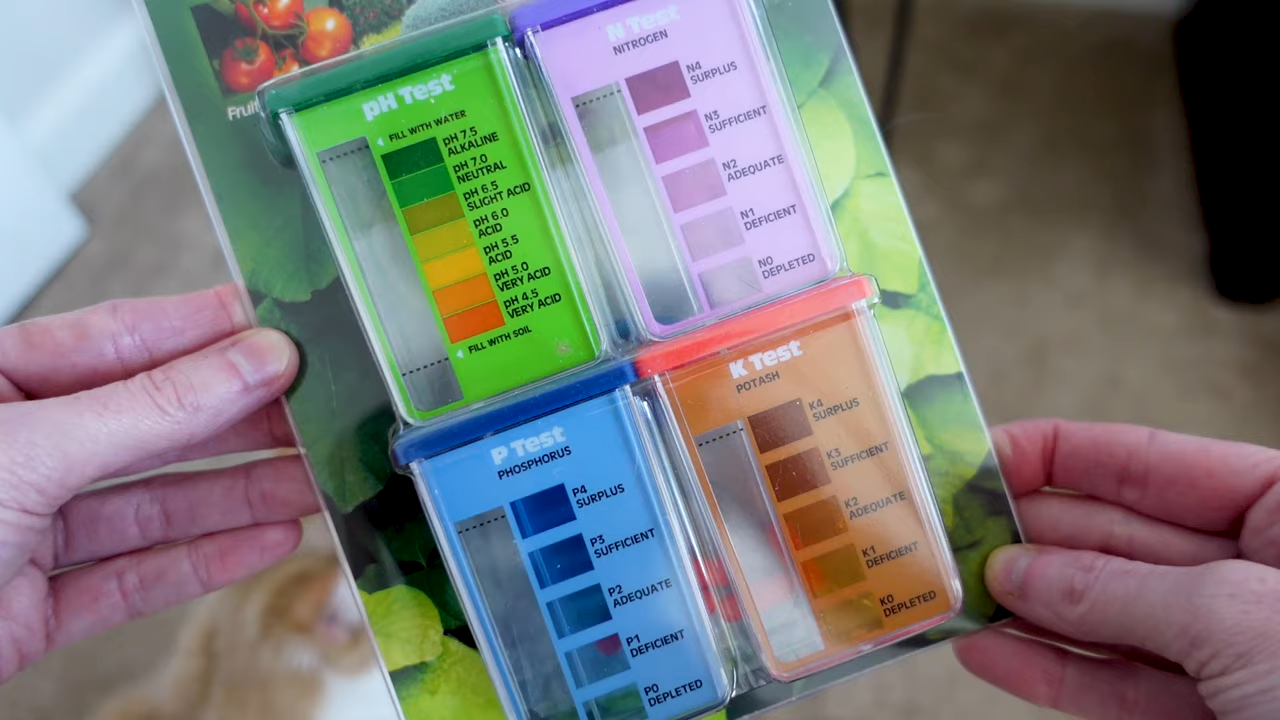 Fruit
pH Test
FILL WITH WATER
pH 7.5
ALKALINE
pH 7.0
NEUTRAL
pH 6.5
SLIGHT ACID
pH 6.0
ACID
pH 5.5
ACID
pH 5.0
VERY ACID
pH 4.5
VERY ACID
FILL WITH SOIL
N Test
NITROGEN
N4
SURPLUS
N3
SUFFICIENT
N2
ADEQUATE
N1
DEFICIENT
N0
DEPLETED
P Test
PHOSPHORUS
P4
SURPLUS
P3
SUFFICIENT
P2
ADEQUATE
P1
DEFICIENT
P0
DEPLETED
K Test
POTASH
K4
SURPLUS
K3
SUFFICIENT
K2
ADEQUATE
K1
DEFICIENT
K0
DEPLETED